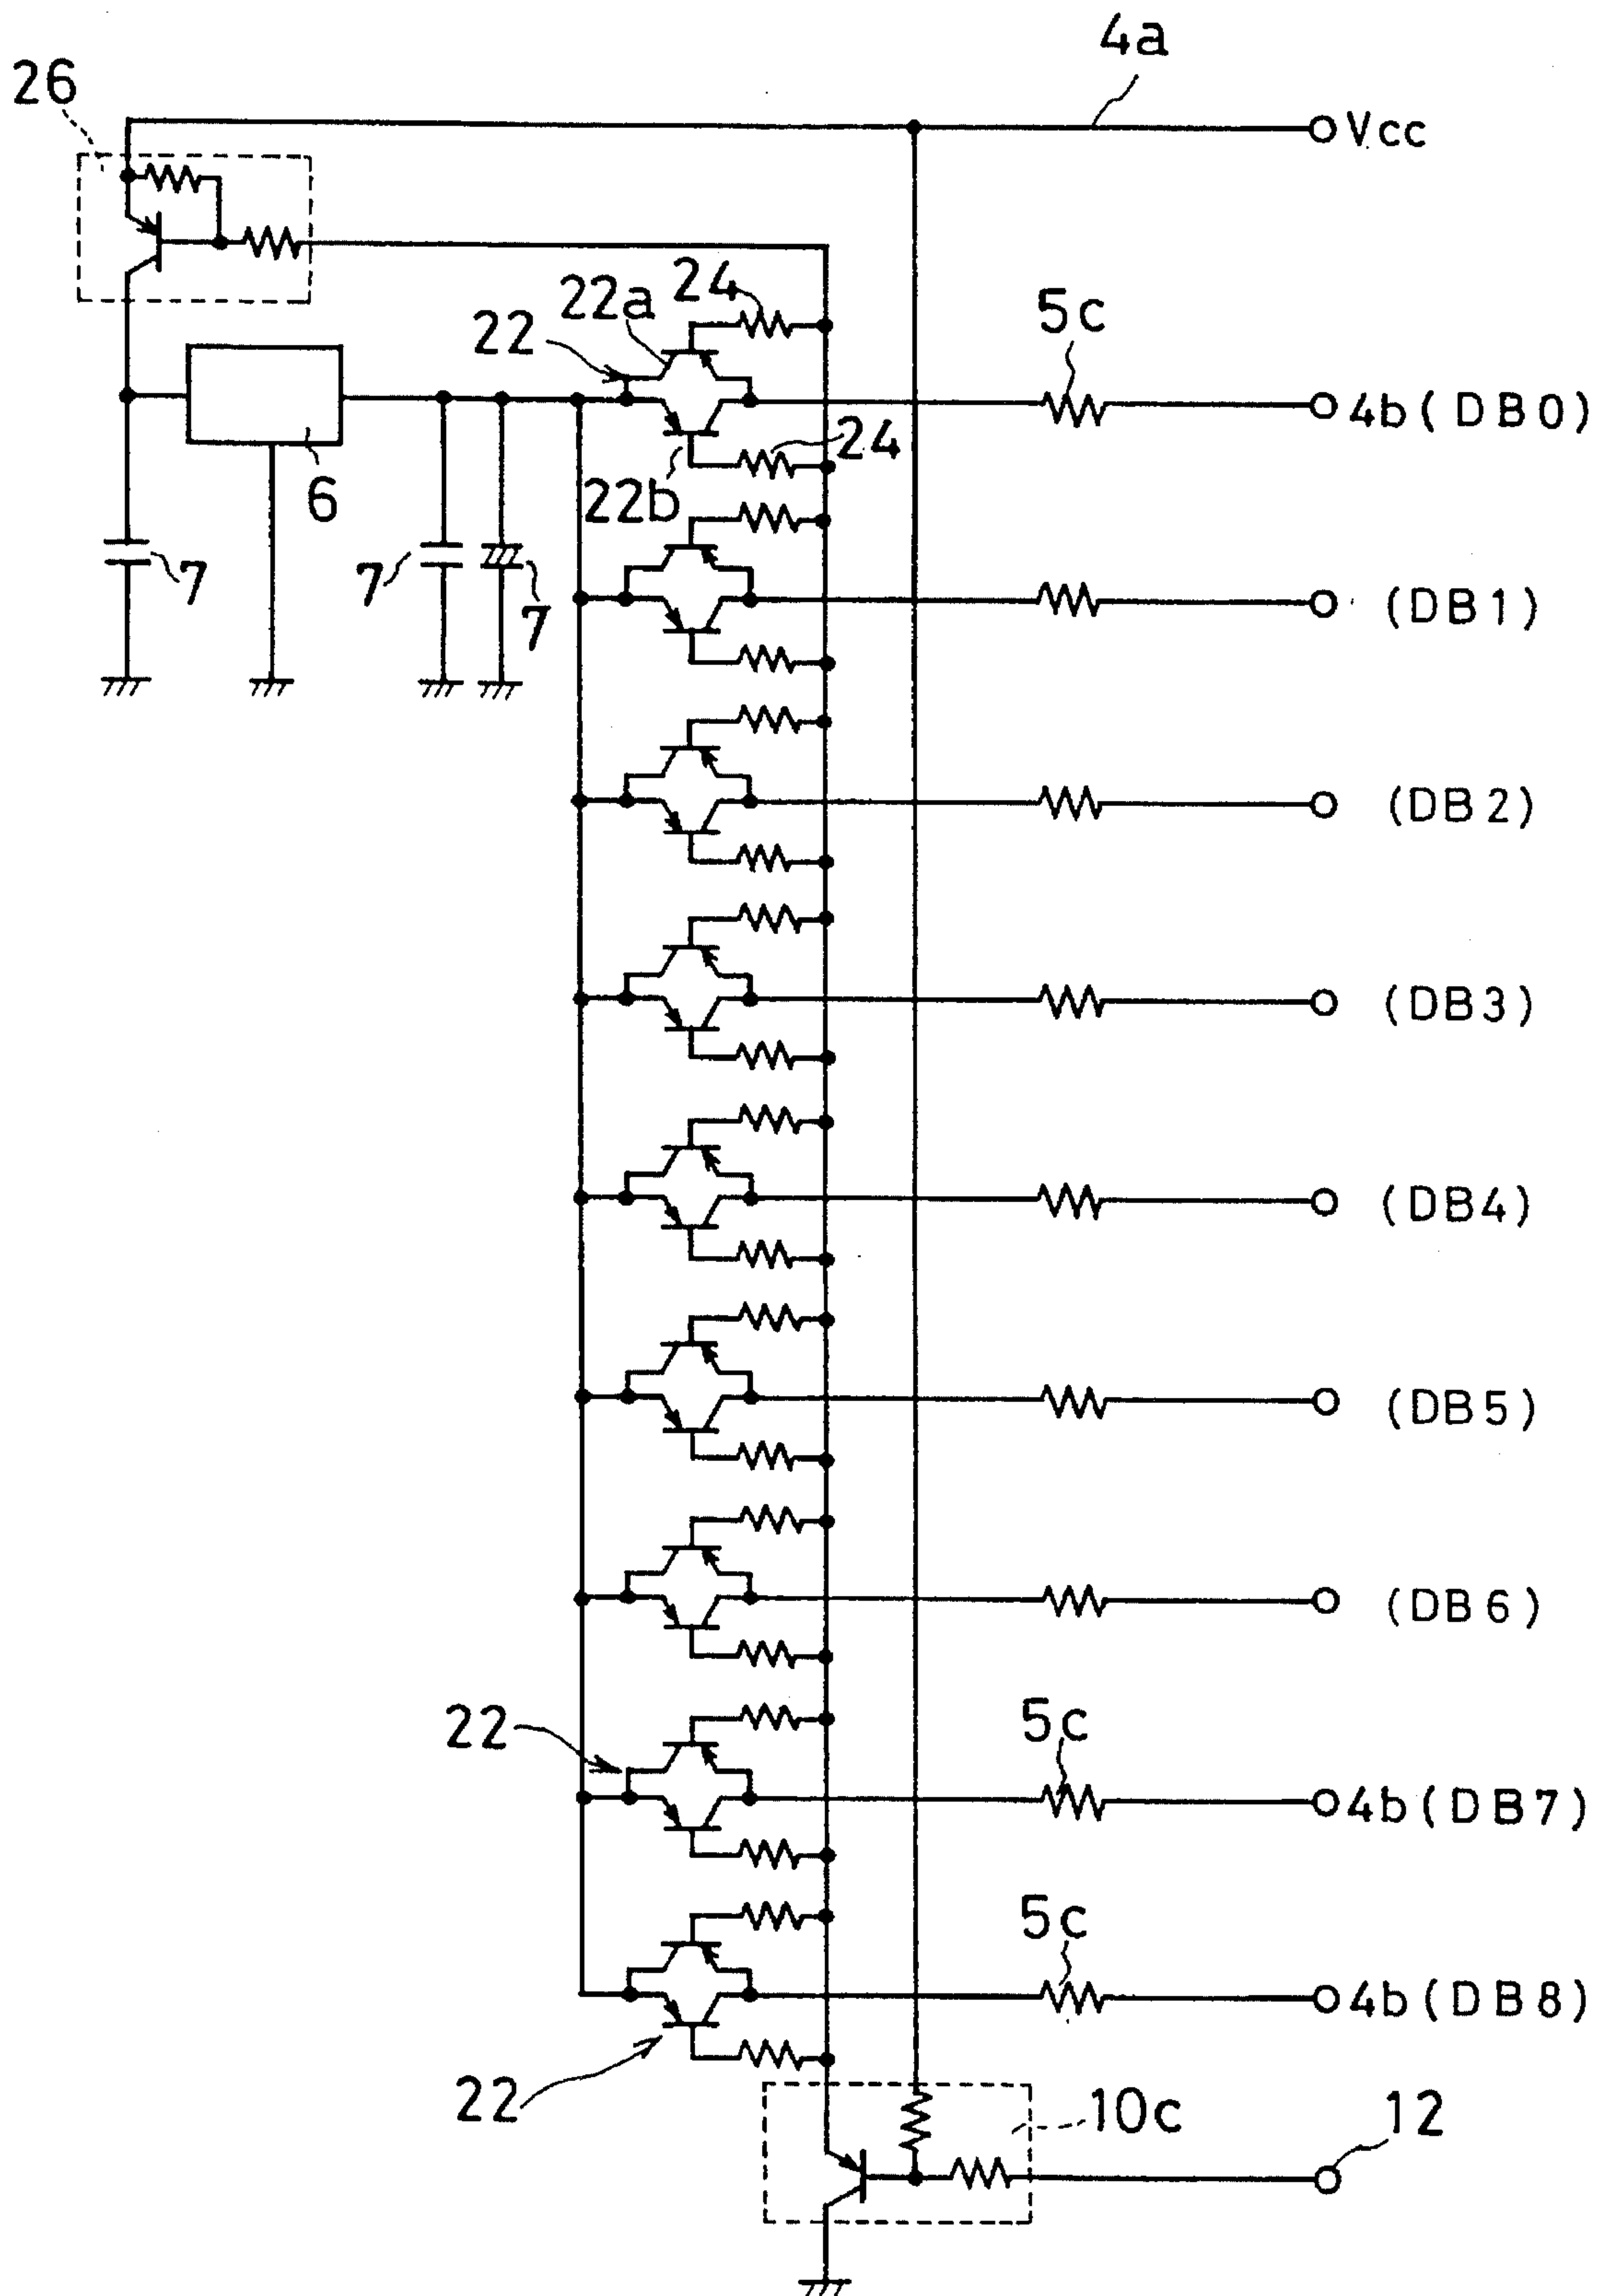 4a
26
Vcc
24
22a
5c
22
4b(DB0)
24
6
22b
7
7
7
(DB1)
(DB2)
(DB3)
(DB4)
(DB5)
(DB6)
22
5c
4b(DB7)
5c
4b(DB8)
22
10c
12